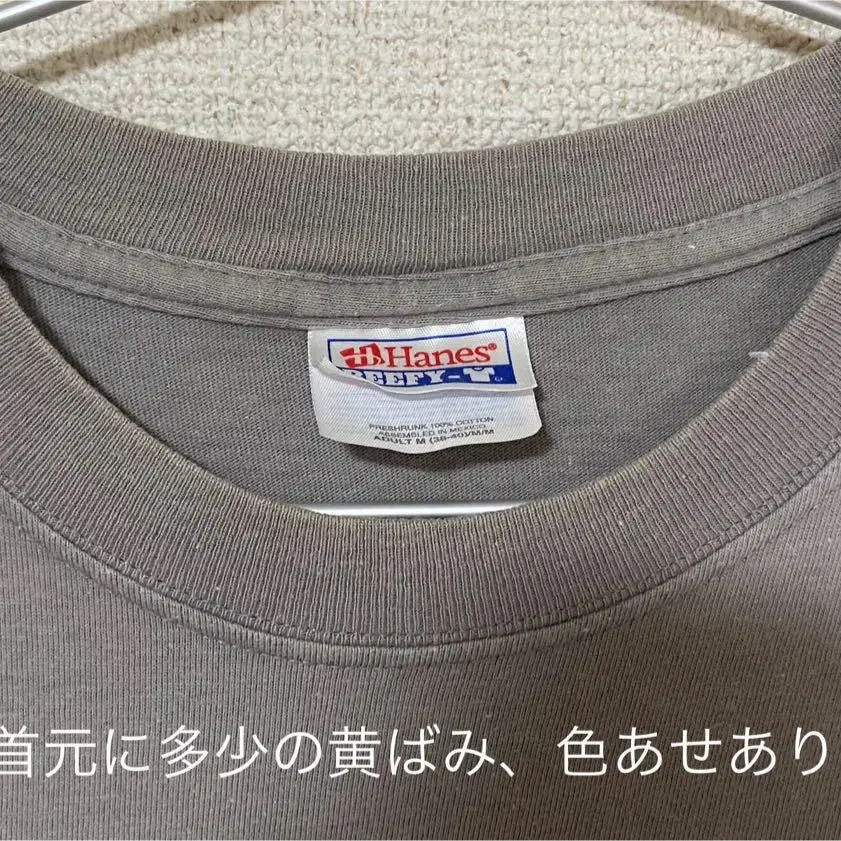 Hanes®
BEEFY-T
PRESHRUNK 100% COTTON
ASSEMBLED IN MEXICO
ADULT M (38-40)/M/M
首元に多少の黄ばみ、色あせあり